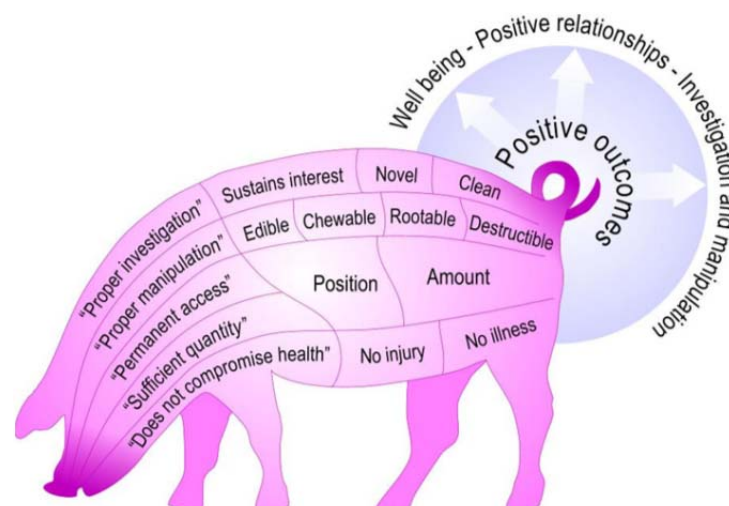 Well being - Positive relationships - Investigation and manipulation
Positive outcomes
"Proper investigation"
Sustains interest
Novel
Clean
"Proper manipulation"
Edible
Chewable
Rootable
Destructible
"Permanent access"
"Sufficient quantity"
Position
Amount
"Does not compromise health"
No injury
No illness